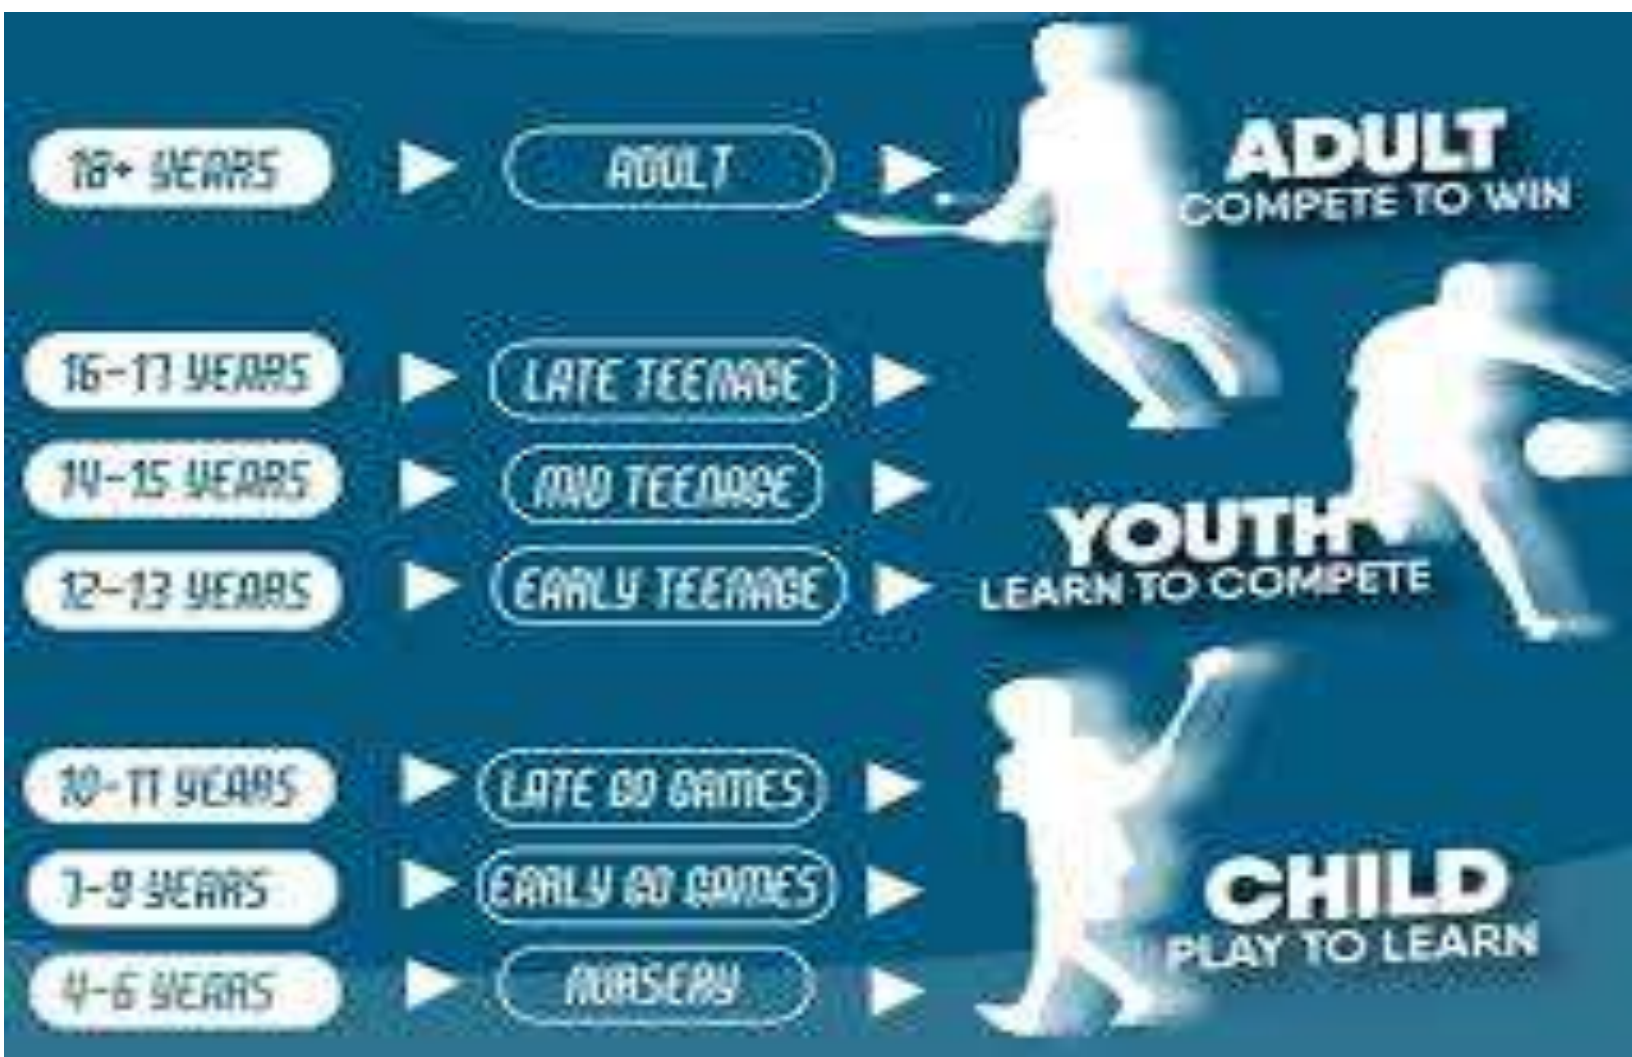 18+ YEARS
ADULT
ADULT
COMPETE TO WIN
16-17 YEARS
LATE TEENAGE
14-15 YEARS
MID TEENAGE
12-13 YEARS
EARLY TEENAGE
YOUTH
LEARN TO COMPETE
10-11 YEARS
LATE GO GAMES
7-9 YEARS
EARLY GO GAMES
4-6 YEARS
NURSERY
CHILD
PLAY TO LEARN